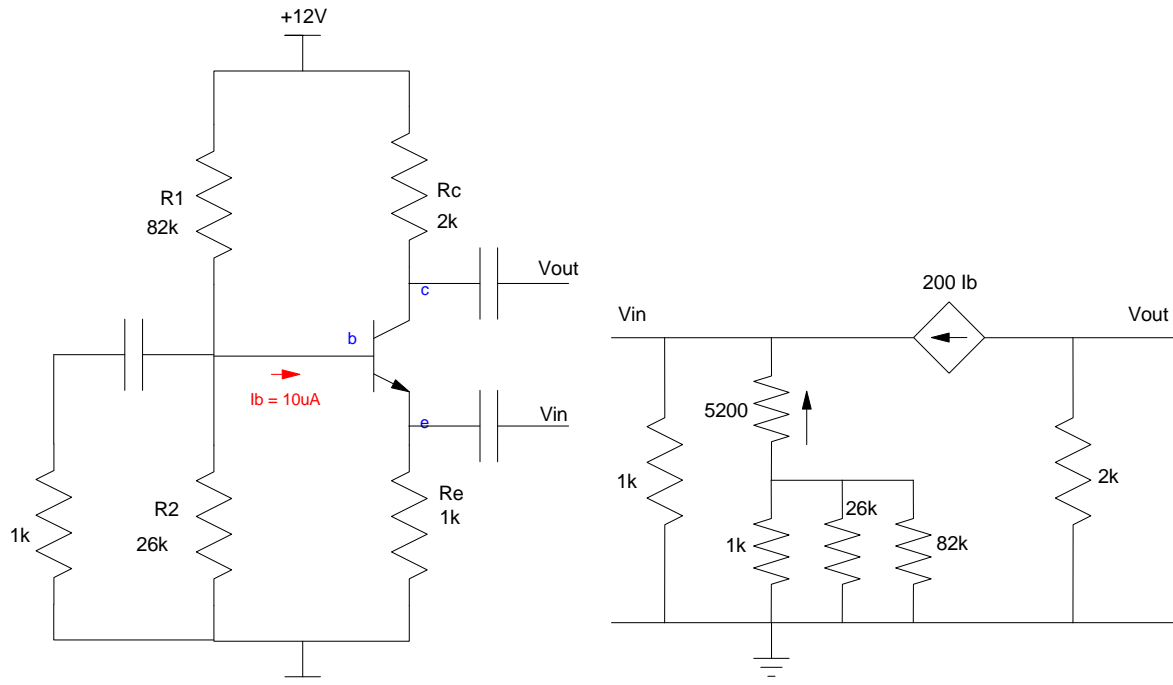 +12V
R1
82k
Rc
2k
Vout
c
b
Ib = 10uA
Vin
e
1k
R2
26k
Re
1k
200 Ib
Vin
Vout
5200
1k
2k
26k
1k
82k